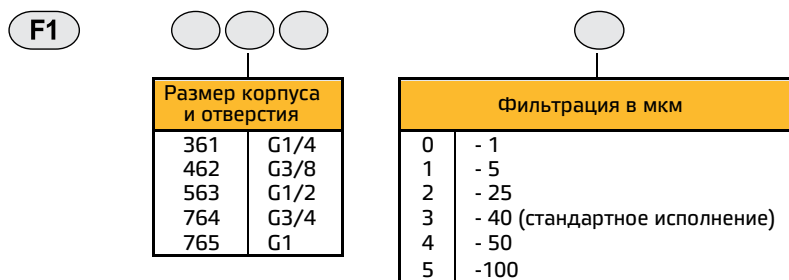 F1
Размер корпуса
и отверстия
361 G1/4
462 G3/8
563 G1/2
764 G3/4
765 G1
Фильтрация в мкм
0 - 1
1 - 5
2 - 25
3 - 40 (стандартное исполнение)
4 - 50
5 -100